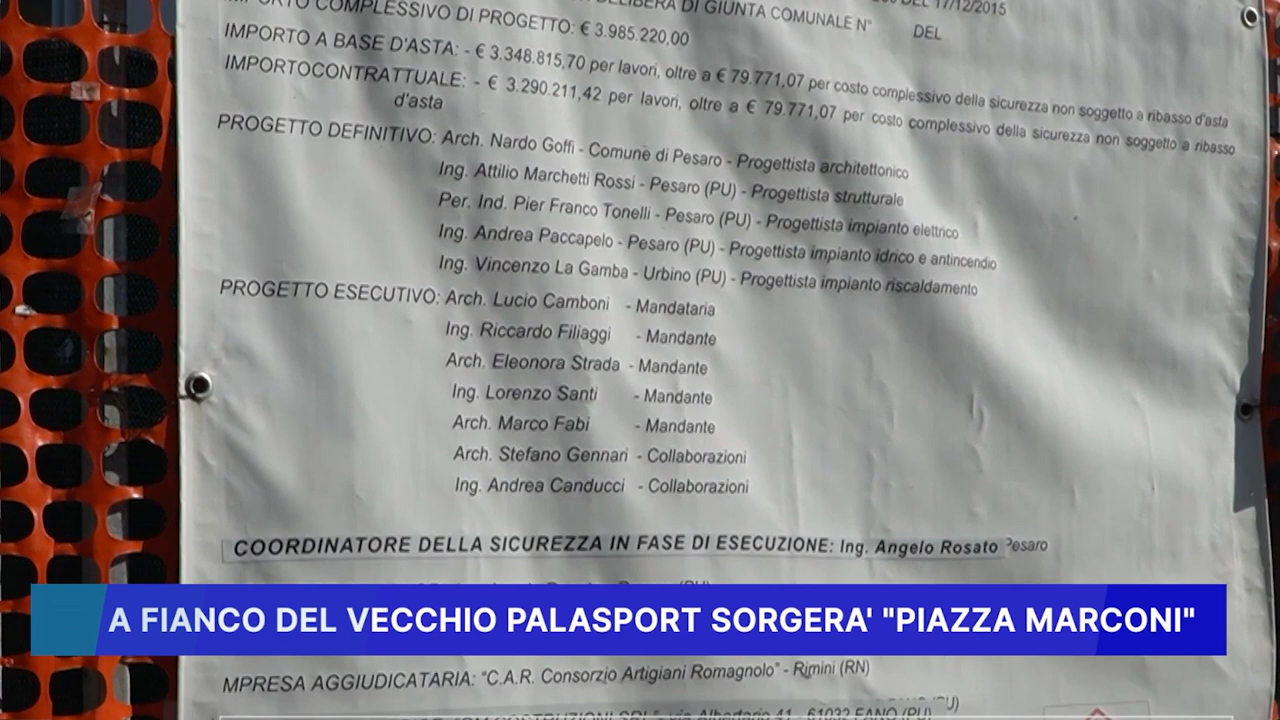 DELIBERA DI GIUNTA COMUNALE N° DEL 17/12/2015
COMPLESSIVO DI PROGETTO: € 3.985.220,00 DEL
IMPORTO A BASE D'ASTA: - € 3.348.815,70 per lavori, oltre a € 79.771,07 per costo complessivo della sicurezza non soggetto a ribasso d'asta
IMPORTOCONTRATTUALE: - € 3.290.211,42 per lavori, oltre a € 79.771,07 per costo complessivo della sicurezza non soggetto a ribasso
d'asta
PROGETTO DEFINITIVO: Arch. Nardo Goffi - Comune di Pesaro - Progettista architettonico
Ing. Attilio Marchetti Rossi - Pesaro (PU) - Progettista strutturale
Per. Ind. Pier Franco Tonelli - Pesaro (PU) - Progettista impianto elettrico
Ing. Andrea Paccapelo - Pesaro (PU) - Progettista impianto idrico e antincendio
Ing. Vincenzo La Gamba - Urbino (PU) - Progettista impianto riscaldamento
PROGETTO ESECUTIVO: Arch. Lucio Camboni - Mandataria
Ing. Riccardo Filiaggi - Mandante
Arch. Eleonora Strada - Mandante
Ing. Lorenzo Santi - Mandante
Arch. Marco Fabi - Mandante
Arch. Stefano Gennari - Collaborazioni
Ing. Andrea Canducci - Collaborazioni
COORDINATORE DELLA SICUREZZA IN FASE DI ESECUZIONE: Ing. Angelo Rosato Pesaro
A FIANCO DEL VECCHIO PALASPORT SORGERA' "PIAZZA MARCONI"
MPRESA AGGIUDICATARIA: "C.A.R. Consorzio Artigiani Romagnolo" - Rimini (RN)
61032 FANO (PU)